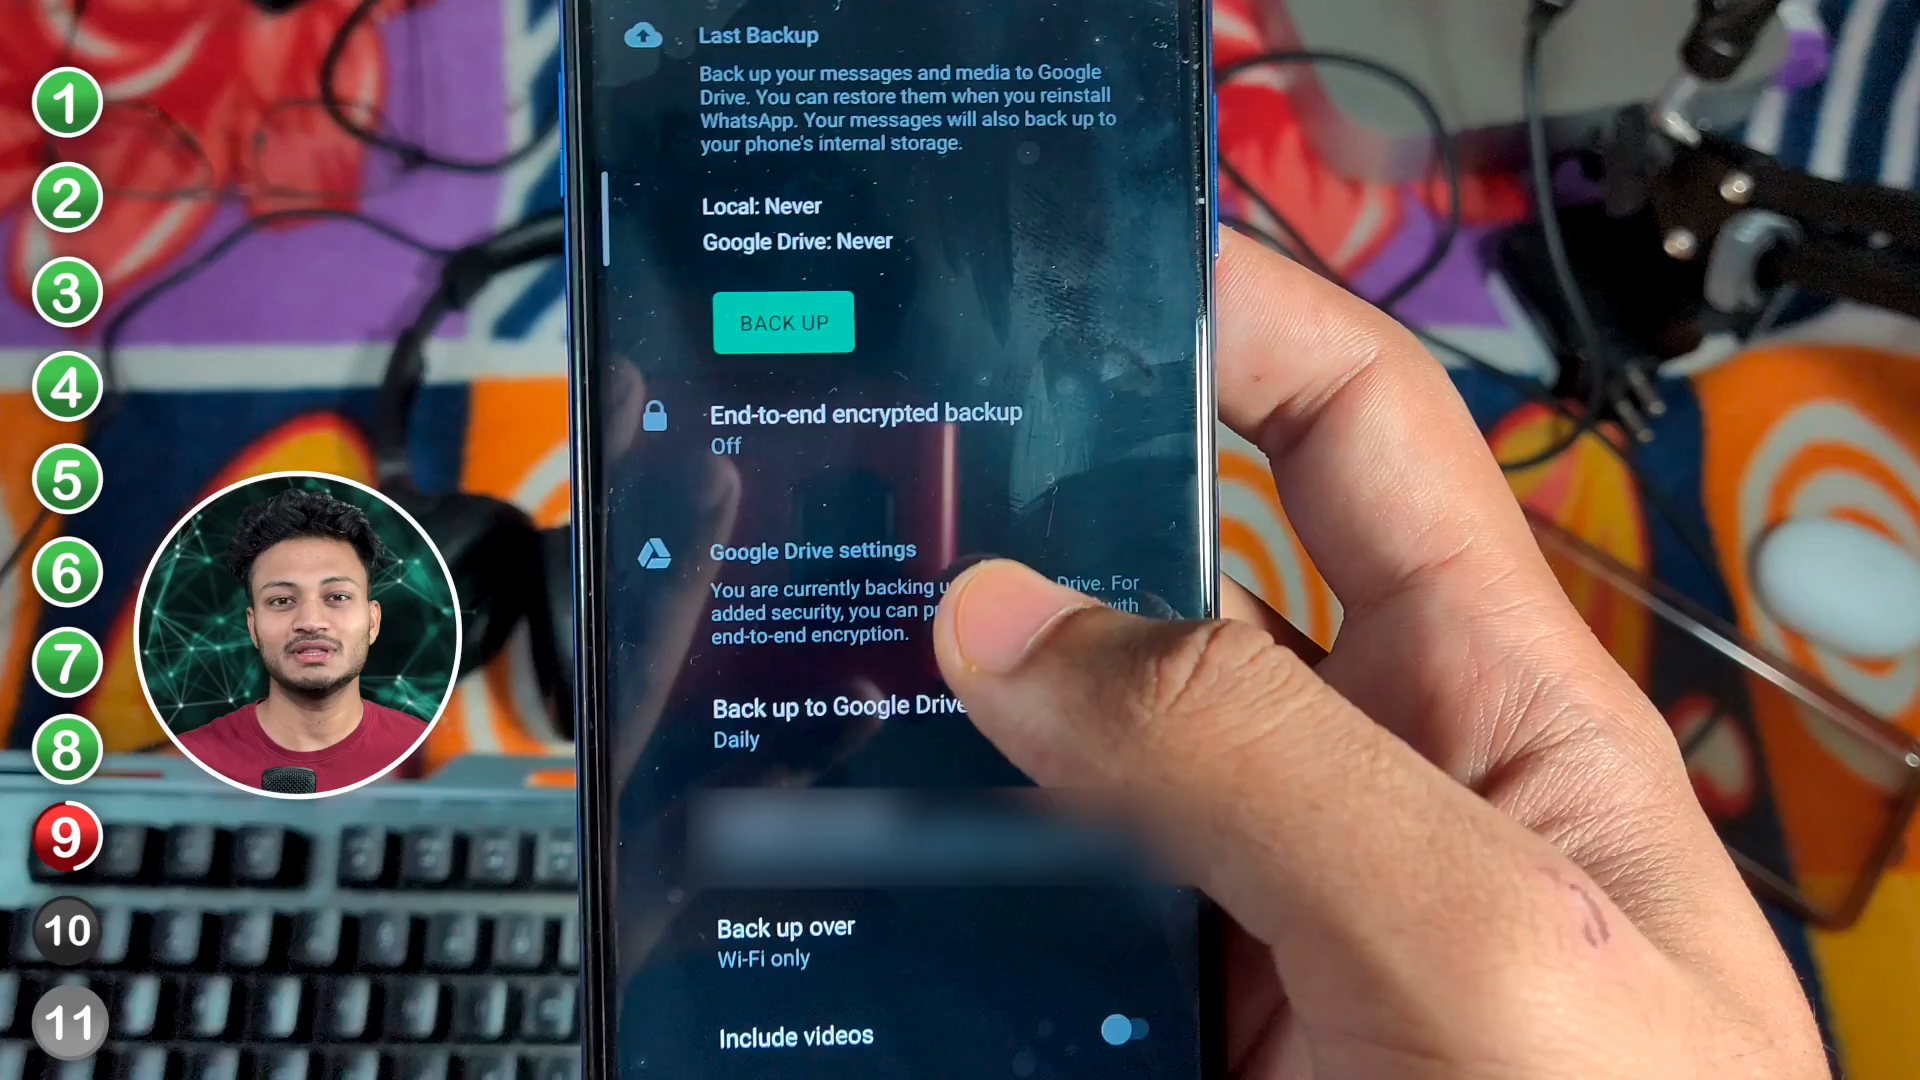 1
2
3
4
5
6
7
8
9
10
11
Last Backup
Back up your messages and media to Google
Drive. You can restore them when you reinstall
WhatsApp. Your messages will also back up to
your phone's internal storage.
Local: Never
Google Drive: Never
BACK UP
End-to-end encrypted backup
Off
Google Drive settings
You are currently backing Drive. For
added security, you can with
end-to-end encryption.
Back up to Google Drive
Daily
Back up over
Wi-Fi only
Include videos